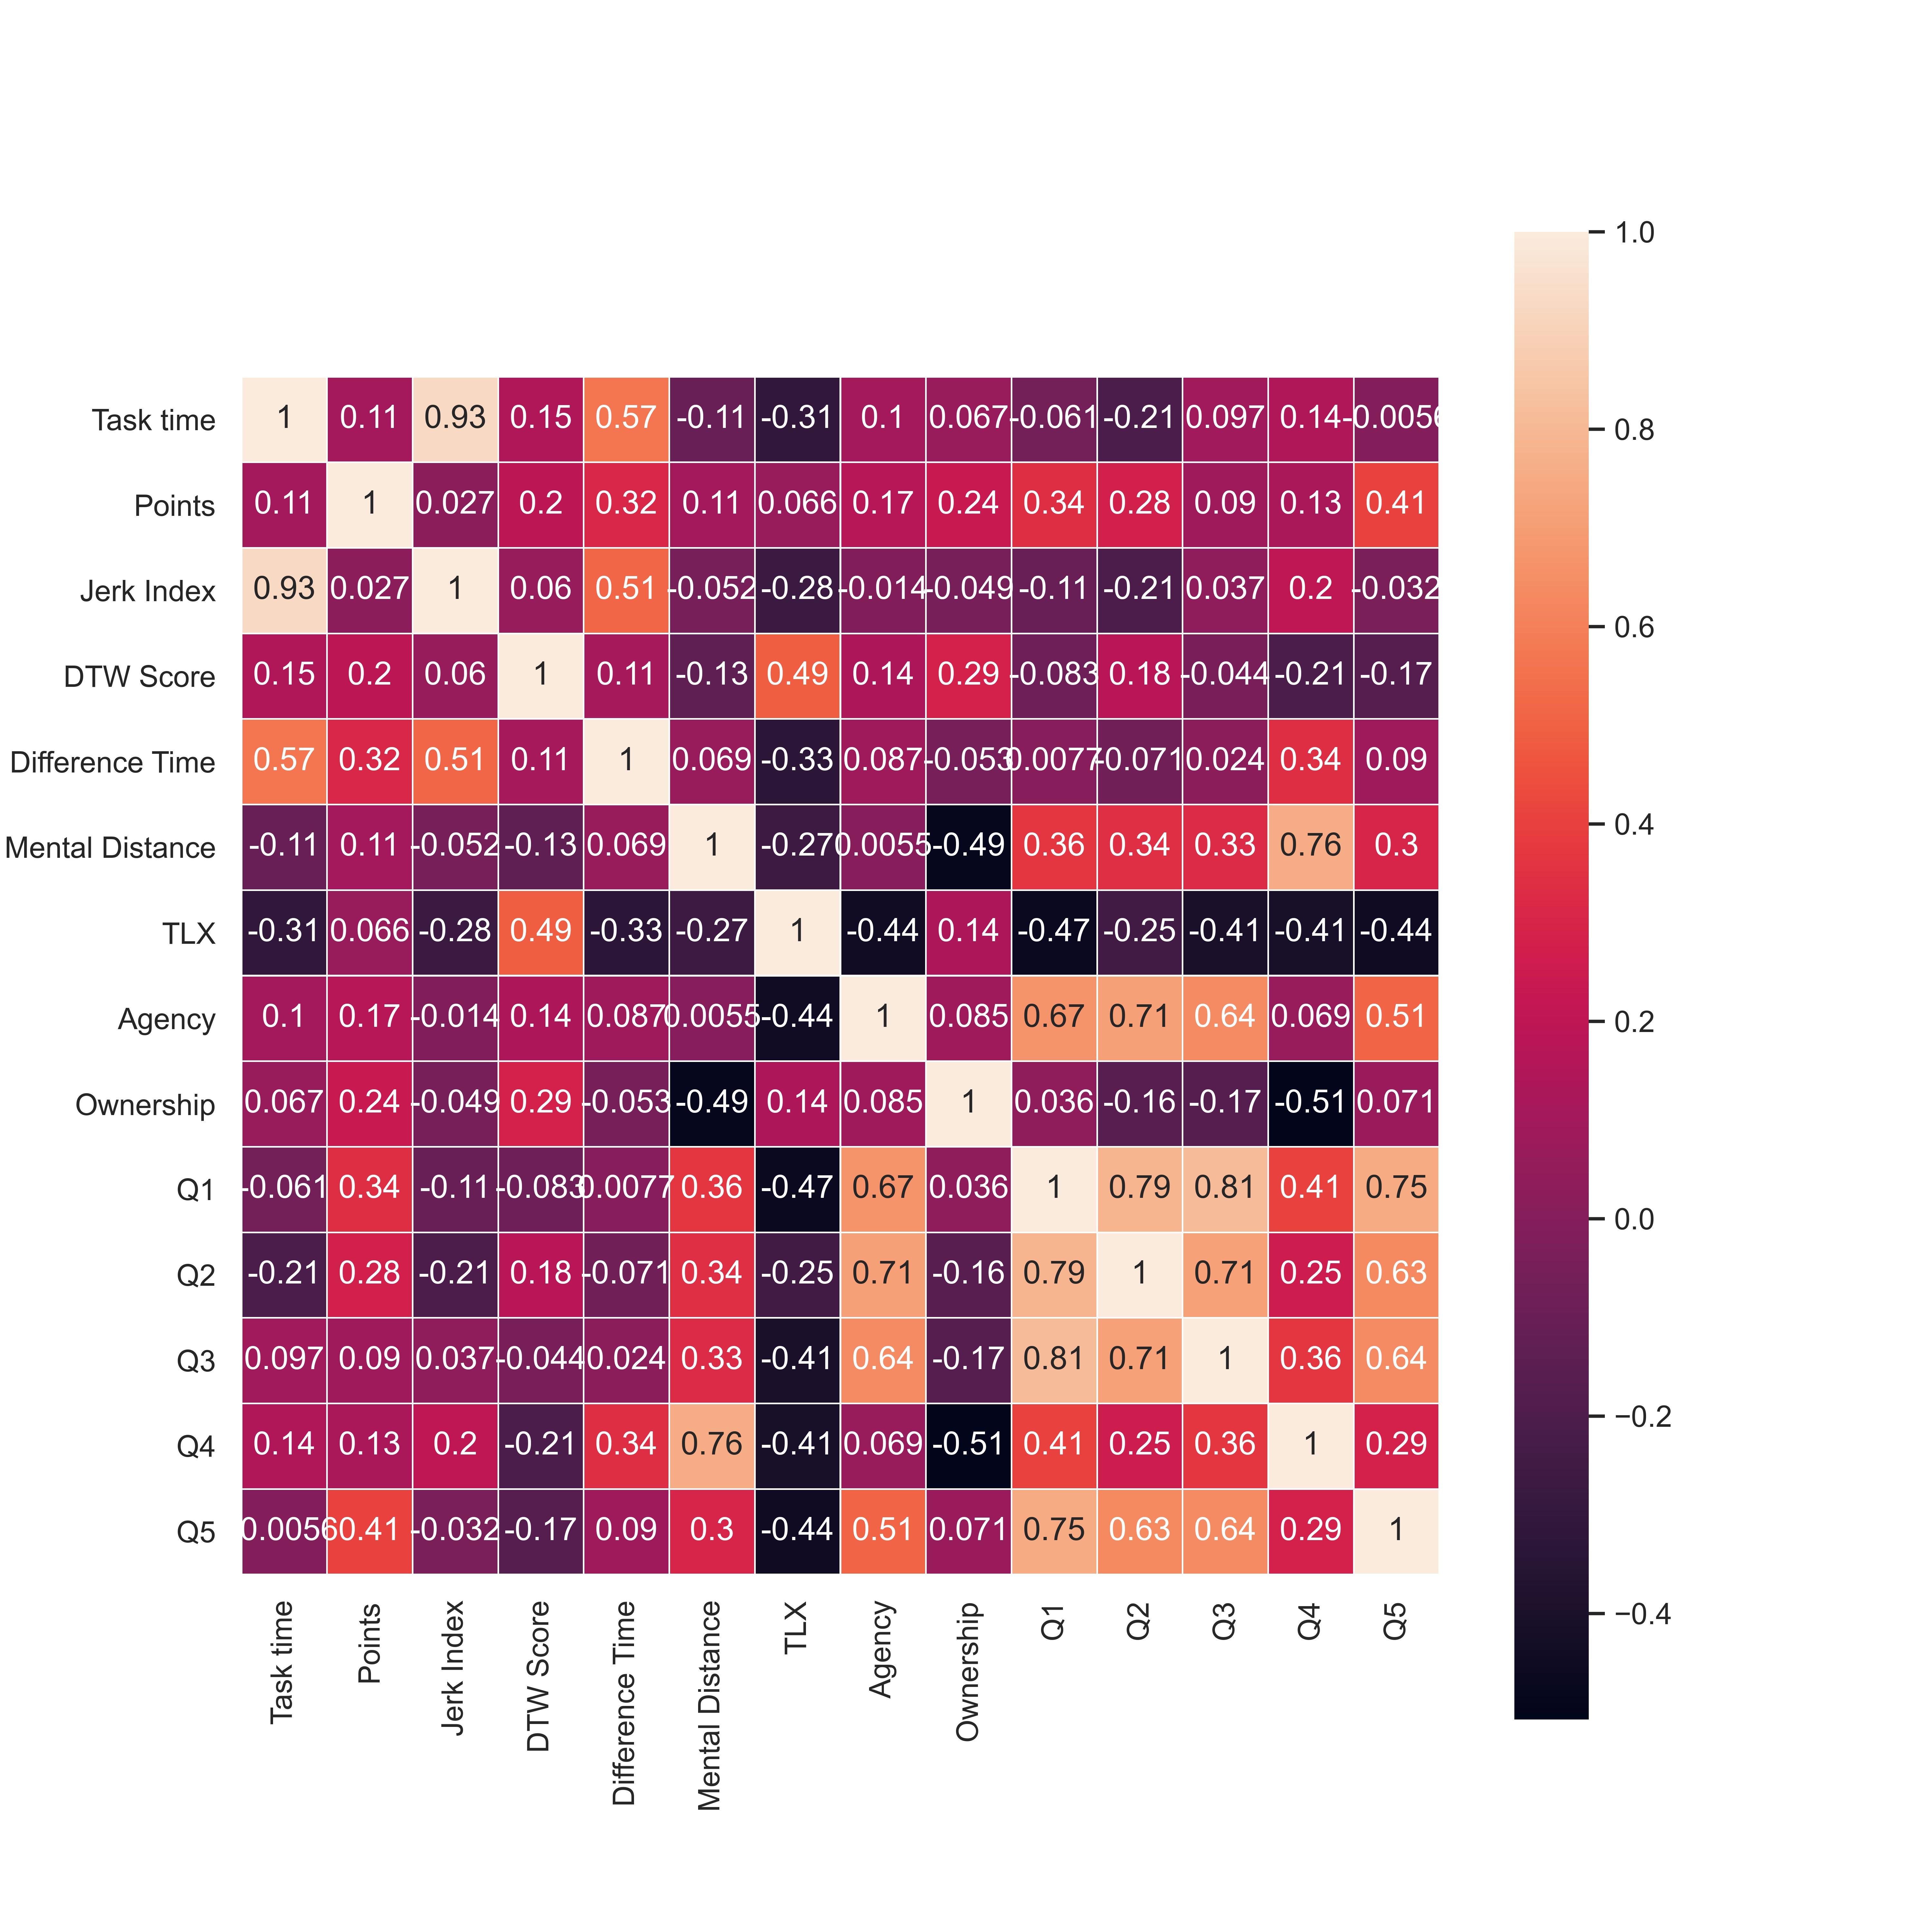 1.0
Task time 1 0.11 0.93 0.15 0.57 -0.11 -0.31 0.1 0.067 -0.061 -0.21 0.097 0.14 -0.0056
0.8
Points 0.11 1 0.027 0.2 0.32 0.11 0.066 0.17 0.24 0.34 0.28 0.09 0.13 0.41
Jerk Index 0.93 0.027 1 0.06 0.51 -0.052 -0.28 -0.014 -0.049 -0.11 -0.21 0.037 0.2 -0.032
0.6
DTW Score 0.15 0.2 0.06 1 0.11 -0.13 0.49 0.14 0.29 -0.083 0.18 -0.044 -0.21 -0.17
Difference Time 0.57 0.32 0.51 0.11 1 0.069 -0.33 0.087 -0.053 0.0077 -0.071 0.024 0.34 0.09
0.4
Mental Distance -0.11 0.11 -0.052 -0.13 0.069 1 -0.27 0.0055 -0.49 0.36 0.34 0.33 0.76 0.3
TLX -0.31 0.066 -0.28 0.49 -0.33 -0.27 1 -0.44 0.14 -0.47 -0.25 -0.41 -0.41 -0.44
Agency 0.1 0.17 -0.014 0.14 0.087 0.0055 -0.44 1 0.085 0.67 0.71 0.64 0.069 0.51
0.2
Ownership 0.067 0.24 -0.049 0.29 -0.053 -0.49 0.14 0.085 1 0.036 -0.16 -0.17 -0.51 0.071
Q1 -0.061 0.34 -0.11 -0.083 0.0077 0.36 -0.47 0.67 0.036 1 0.79 0.81 0.41 0.75
0.0
Q2 -0.21 0.28 -0.21 0.18 -0.071 0.34 -0.25 0.71 -0.16 0.79 1 0.71 0.25 0.63
Q3 0.097 0.09 0.037 -0.044 0.024 0.33 -0.41 0.64 -0.17 0.81 0.71 1 0.36 0.64
−0.2
Q4 0.14 0.13 0.2 -0.21 0.34 0.76 -0.41 0.069 -0.51 0.41 0.25 0.36 1 0.29
Q5 0.0056 0.41 -0.032 -0.17 0.09 0.3 -0.44 0.51 0.071 0.75 0.63 0.64 0.29 1
−0.4
Task time
Points
Jerk Index
DTW Score
Difference Time
Mental Distance
TLX
Agency
Ownership
Q1
Q2
Q3
Q4
Q5